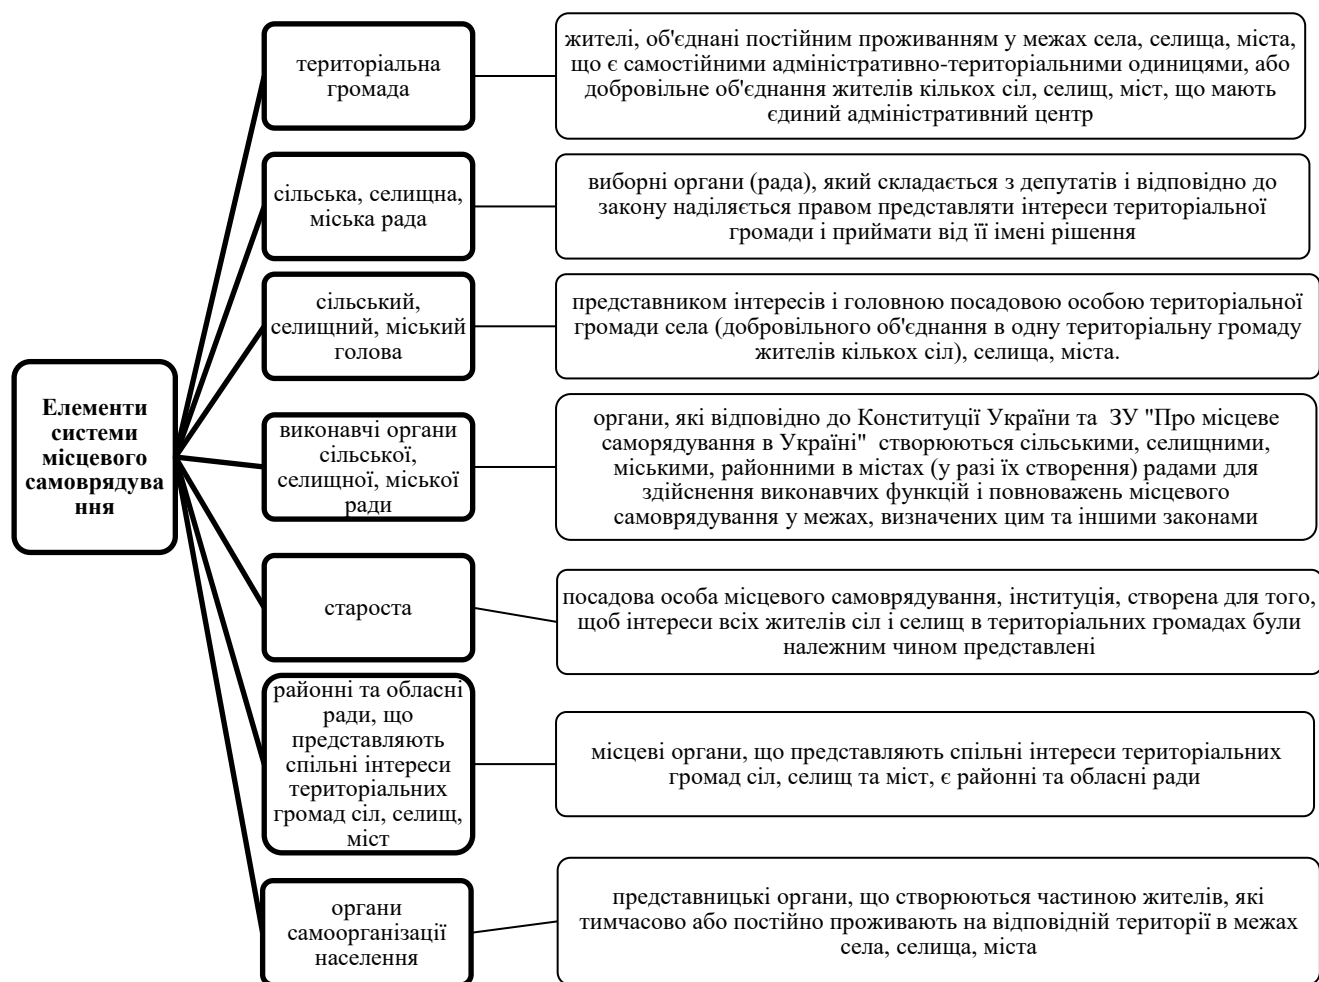 Елементи
системи
місцевого
самоврядува
ння
територіальна
громада
жителі, об'єднані постійним проживанням у межах села, селища, міста,
що є самостійними адміністративно-територіальними одиницями, або
добровільне об'єднання жителів кількох сіл, селищ, міст, що мають
єдиний адміністративний центр
сільська, селищна,
міська рада
виборні органи (рада), який складається з депутатів і відповідно до
закону наділяється правом представляти інтереси територіальної
громади і приймати від її імені рішення
сільський,
селищний, міський
голова
представником інтересів і головною посадовою особою територіальної
громади села (добровільного об'єднання в одну територіальну громаду
жителів кількох сіл), селища, міста.
виконавчі органи
сільської,
селищної, міської
ради
органи, які відповідно до Конституції України та  ЗУ "Про місцеве
саморядування в Україні"  створюються сільськими, селищними,
міськими, районними в містах (у разі їх створення) радами для
здійснення виконавчих функцій і повноважень місцевого
самоврядування у межах, визначених цим та іншими законами
староста
посадова особа місцевого самоврядування, інституція, створена для того,
щоб інтереси всіх жителів сіл і селищ в територіальних громадах були
належним чином представлені
районні та обласні
ради, що
представляють
спільні інтереси
територіальних
громад сіл, селищ,
міст
місцеві органи, що представляють спільні інтереси територіальних
громад сіл, селищ та міст, є районні та обласні ради
органи
самоорганізації
населення
представницькі органи, що створюються частиною жителів, які
тимчасово або постійно проживають на відповідній території в межах
села, селища, міста